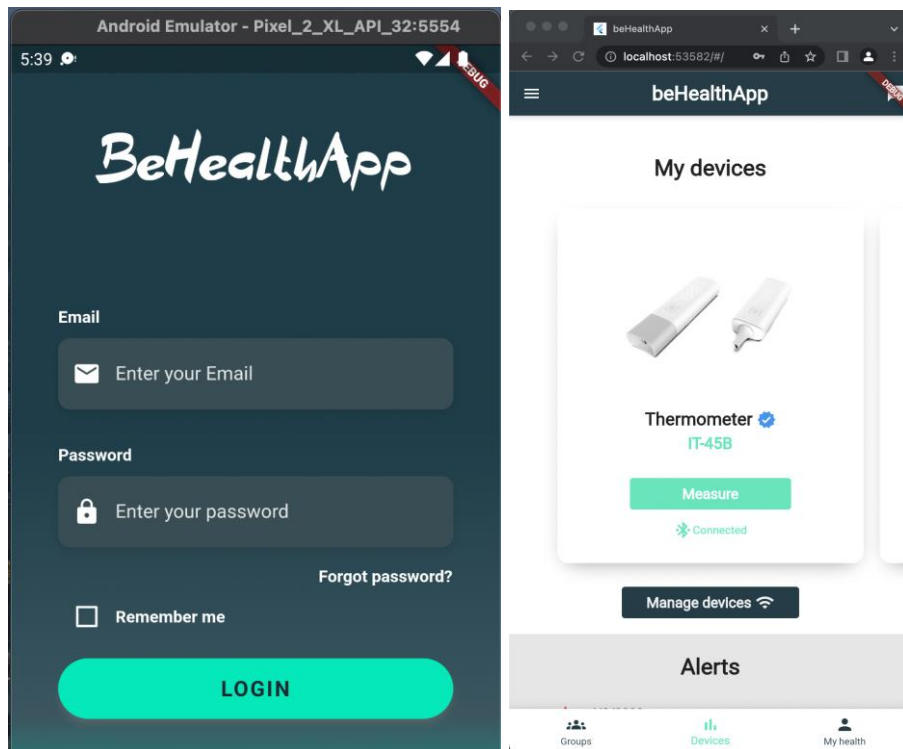 Android Emulator - Pixel_2_XL_API_32:5554
5:39
DEBUG
BeHealthApp
Email
Enter your Email
Password
Enter your password
Forgot password?
Remember me
LOGIN
beHealthApp
localhost:53582/#/
beHealthApp
DEBUG
My devices
Thermometer
IT-45B
Measure
Connected
Manage devices
Alerts
Groups
Devices
My health